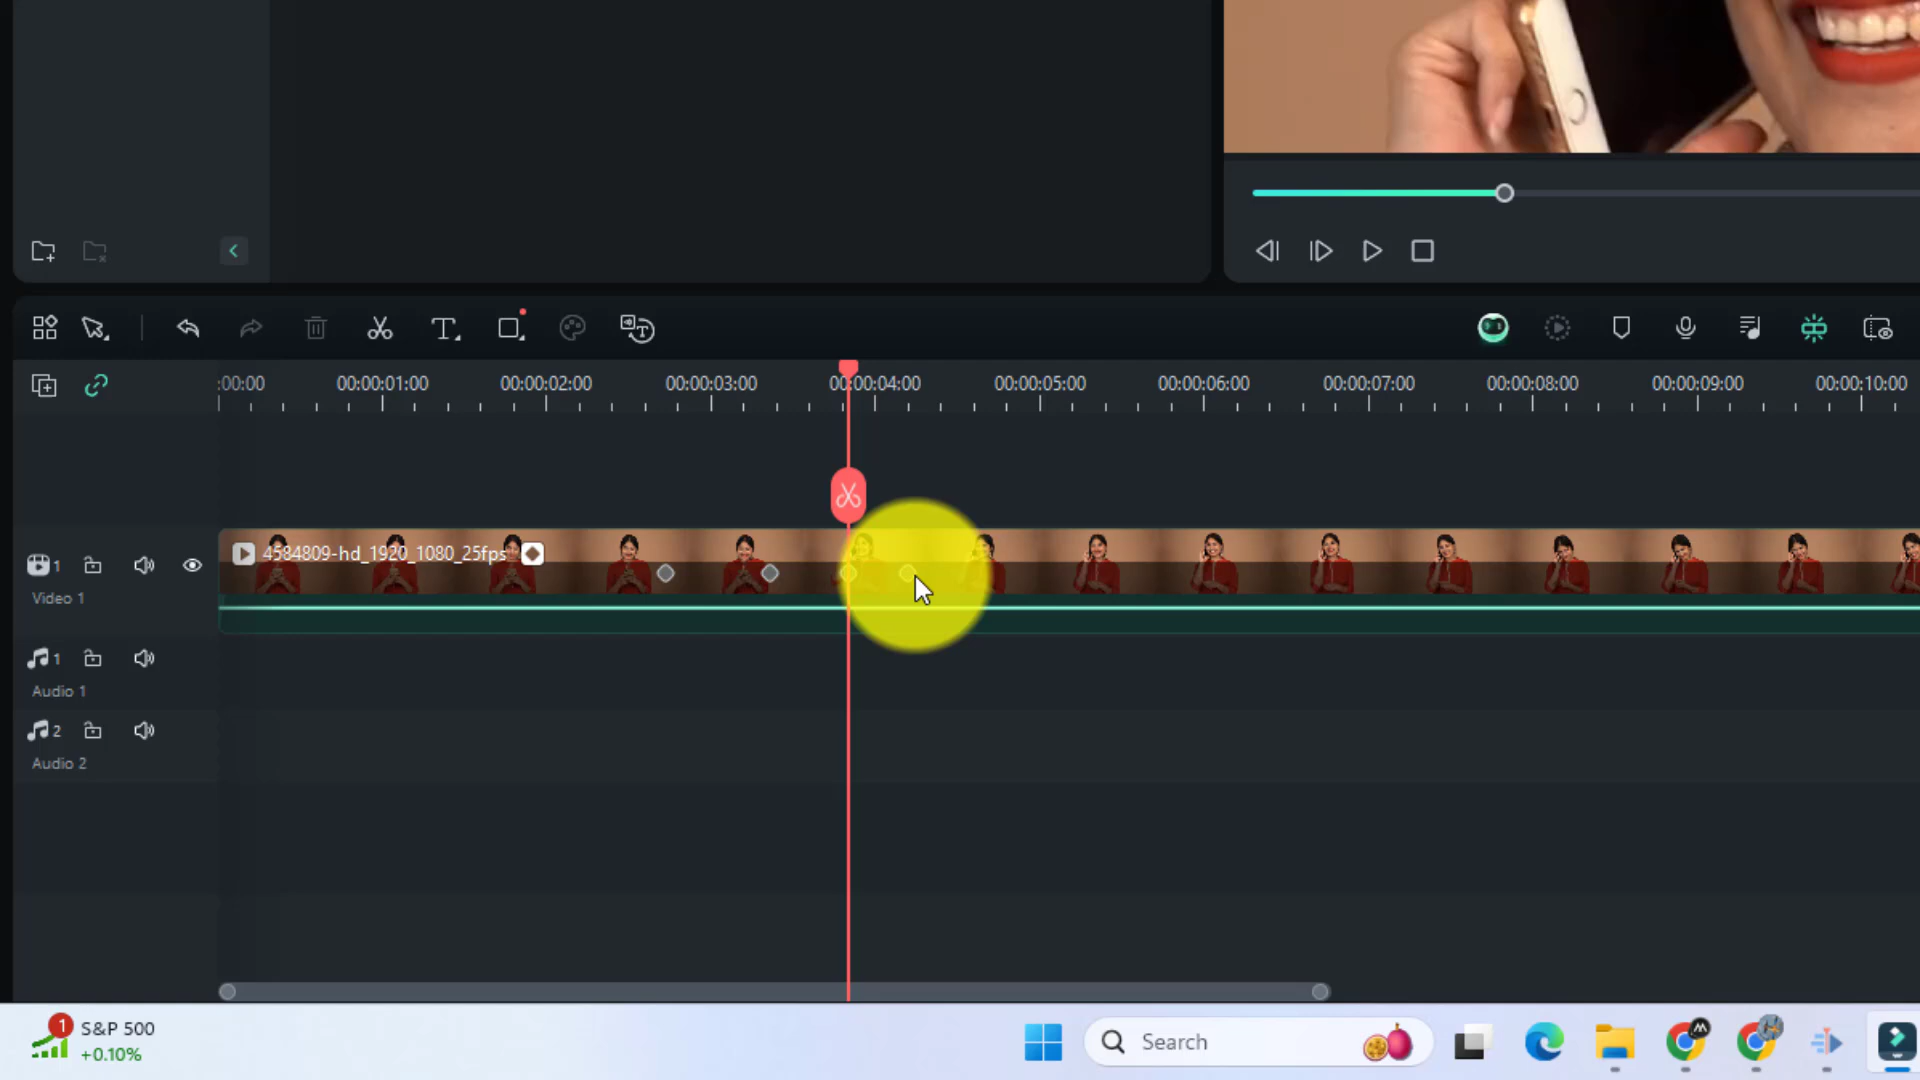 :00:00 00:00:01:00 00:00:02:00 00:00:03:00 00:00:04:00 00:00:05:00 00:00:06:00 00:00:07:00 00:00:08:00 00:00:09:00 00:00:10:00
4584809-hd_1920_1080_25fps
1
Video 1
1
Audio 1
2
Audio 2
1
S&P 500
+0.10%
Search